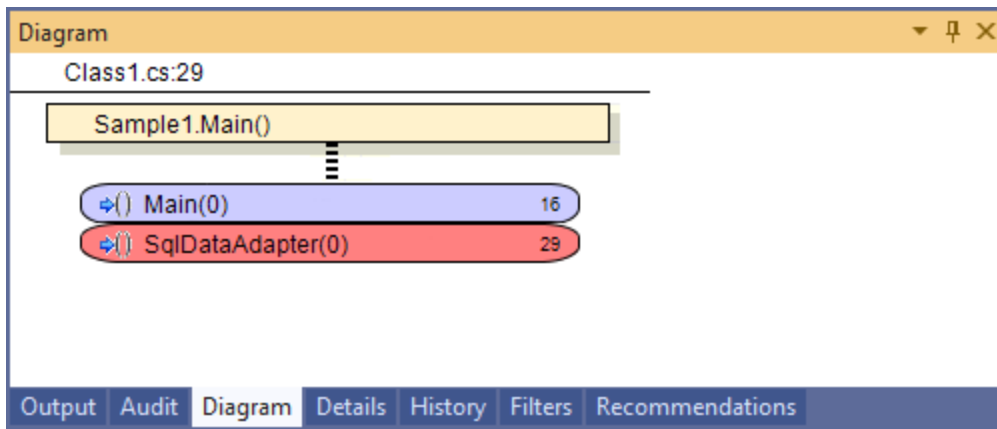 Diagram
Class1.cs:29
Sample1.Main()
Main(0) 16
SqlDataAdapter(0) 29
Output Audit Diagram Details History Filters Recommendations